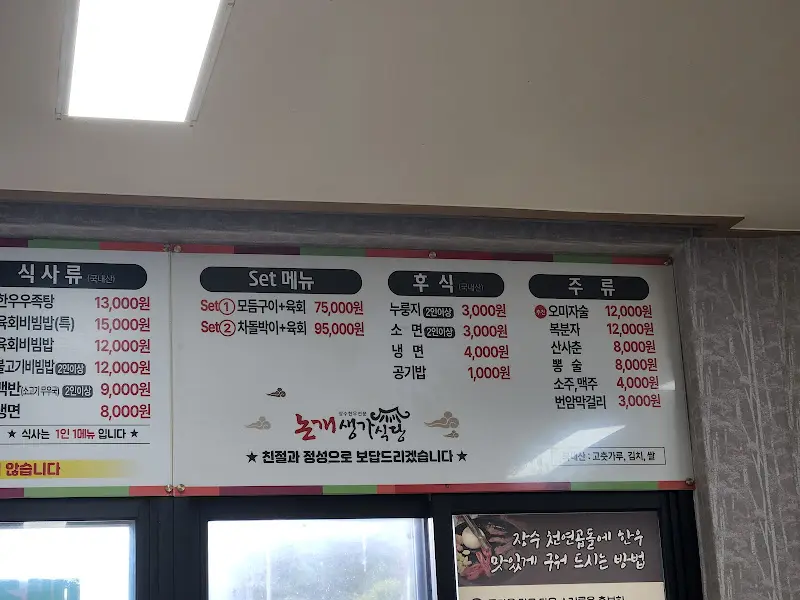 식사류 (국내산)
한우우족탕 13,000원
육회비빔밥(특) 15,000원
육회비빔밥 12,000원
불고기비빔밥 2인이상 12,000원
백반(소고기 무우국) 2인이상 9,000원
냉면 8,000원
★ 식사는 1인 1메뉴 입니다 ★
않습니다
Set 메뉴
Set① 모듬구이+육회 75,000원
Set② 차돌박이+육회 95,000원
후식 (국내산)
누룽지 2인이상 3,000원
소 면 2인이상 3,000원
냉 면 4,000원
공기밥 1,000원
주 류
오미자술 12,000원
복분자 12,000원
산사춘 8,000원
뽕 술 8,000원
소주,맥주 4,000원
번암막걸리 3,000원
논개 생가 식당
★ 친절과 정성으로 보답드리겠습니다 ★
국내산 : 고춧가루, 김치, 쌀
장수 천연곱돌에 한우
맛있게 구워 드시는 방법